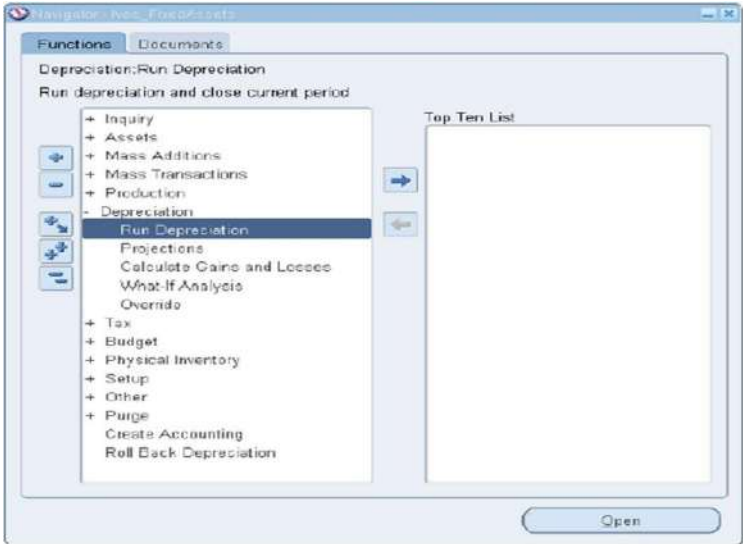 Navigator - Ivos_FixedAssets
Functions
Documents
Depreciation:Run Depreciation
Run depreciation and close current period
+ Inquiry
+ Assets
+ Mass Additions
+ Mass Transactions
+ Production
- Depreciation
Run Depreciation
Projections
Calculate Gains and Losses
What-If Analysis
Override
+ Tax
+ Budget
+ Physical Inventory
+ Setup
+ Other
+ Purge
Create Accounting
Roll Back Depreciation
Top Ten List
Open